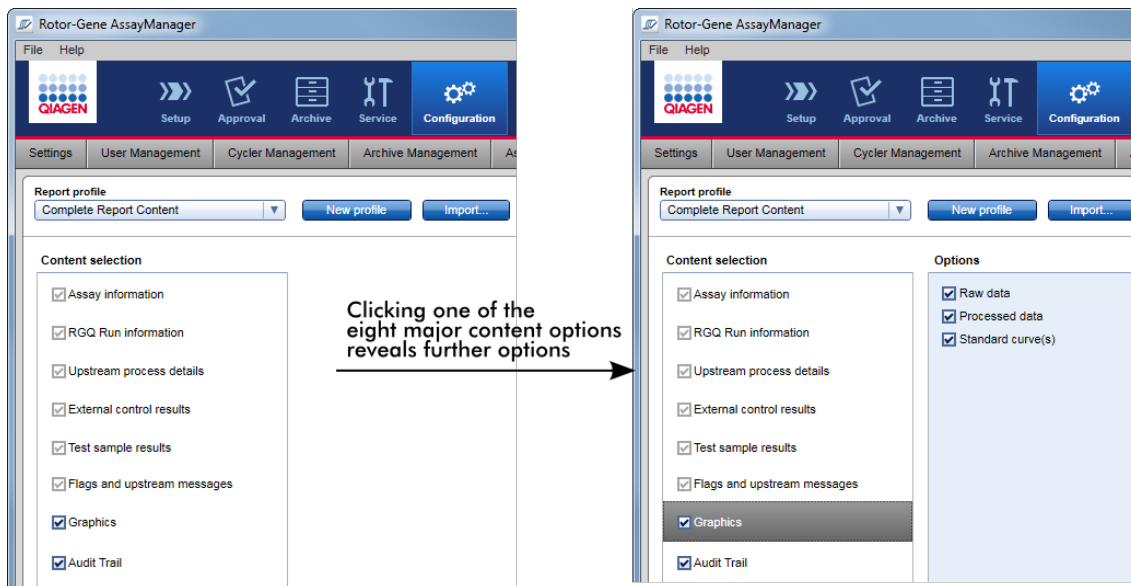 Rotor-Gene AssayManager
File Help
QIAGEN
Setup Approval Archive Service Configuration
Settings User Management Cycler Management Archive Management
Report profile
Complete Report Content New profile Import...
Content selection
Assay information
RGQ Run information
Upstream process details
External control results
Test sample results
Flags and upstream messages
Graphics
Audit Trail
Clicking one of the
eight major content options
reveals further options
Rotor-Gene AssayManager
File Help
QIAGEN
Setup Approval Archive Service Configuration
Settings User Management Cycler Management Archive Management
Report profile
Complete Report Content New profile Import...
Content selection
Assay information
RGQ Run information
Upstream process details
External control results
Test sample results
Flags and upstream messages
Graphics
Audit Trail
Options
Raw data
Processed data
Standard curve(s)